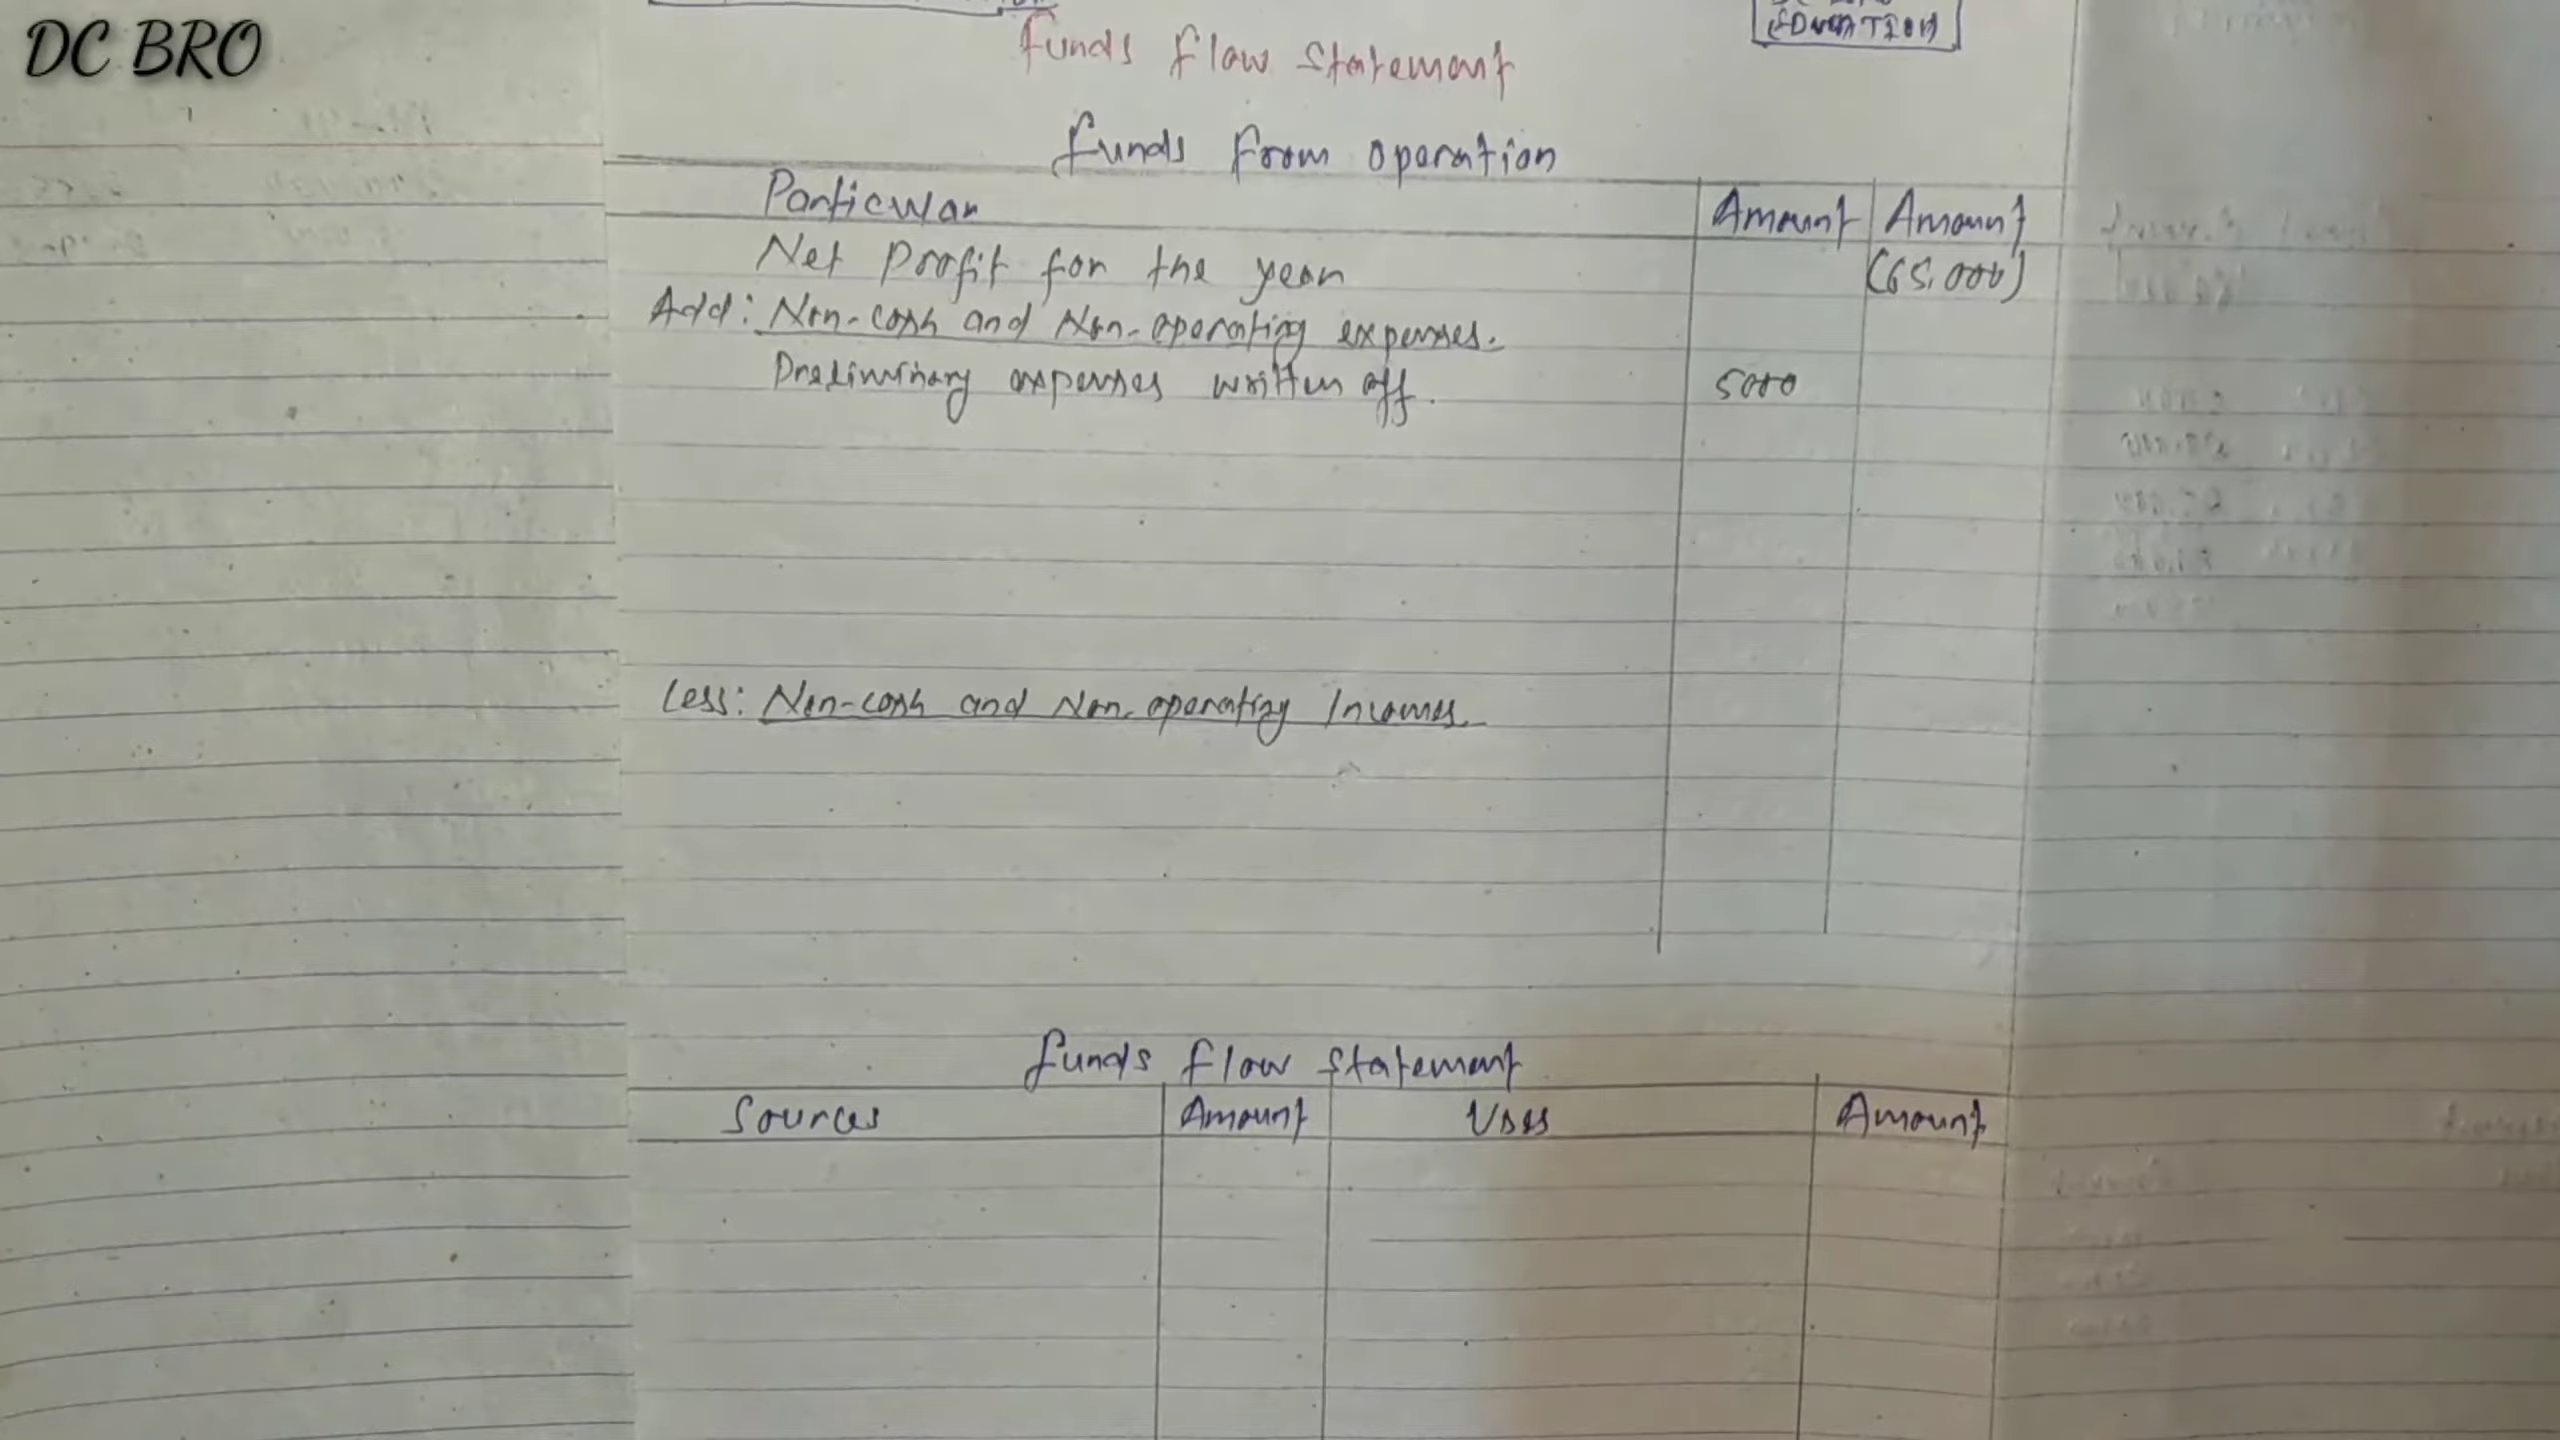 DC BRO
EDUCATION
Funds Flow Statement
Funds From Operation
Particular Amount Amount
Net Profit for the year (65,000)
Add: Non-cash and Non-operating expenses.
Preliminary expenses written off. 5000
Less: Non-cash and Non-operating Incomes.
Funds Flow Statement
Sources Amount Uses Amount